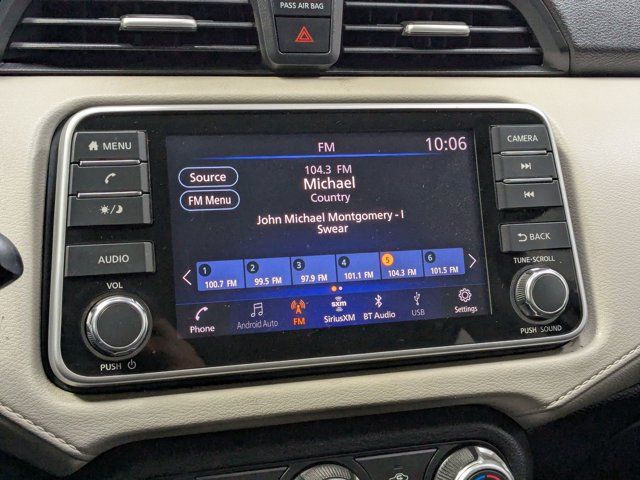 PASS AIR BAG
MENU
AUDIO
VOL
PUSH
FM
10:06
Source
FM Menu
104.3 FM
Michael
Country
John Michael Montgomery - I
Swear
1 2 3 4 5 6
100.7 FM 99.5 FM 97.9 FM 101.1 FM 104.3 FM 101.5 FM
Phone Android Auto FM sxm SiriusXM BT Audio USB Settings
CAMERA
BACK
TUNE-SCROLL
PUSH SOUND